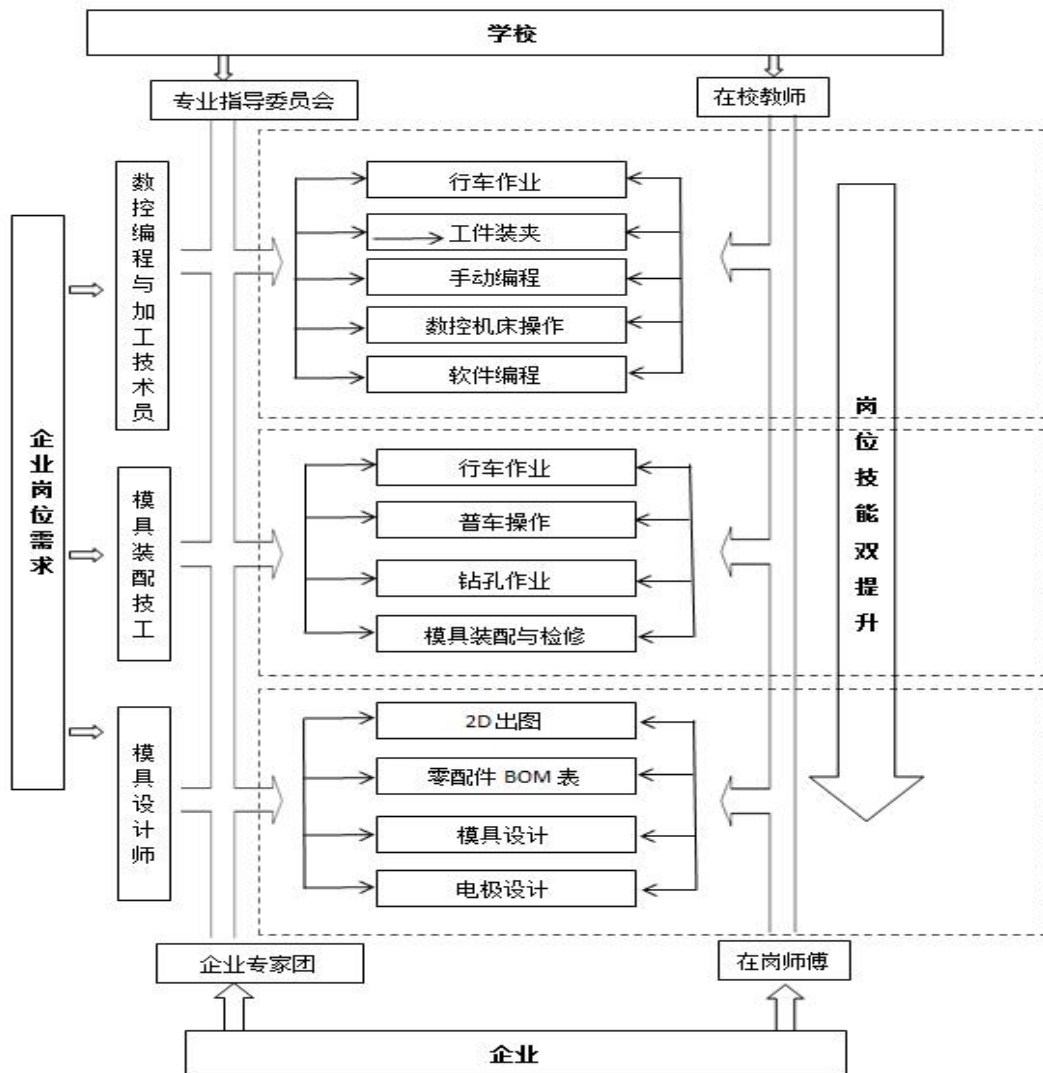 学校
专业指导委员会
在校教师
企业岗位需求
数控编程与加工技术员
行车作业
工件装夹
手动编程
数控机床操作
软件编程
模具装配技工
行车作业
普车操作
钻孔作业
模具装配与检修
模具设计师
2D出图
零配件 BOM 表
模具设计
电极设计
岗位技能双提升
企业专家团
在岗师傅
企业